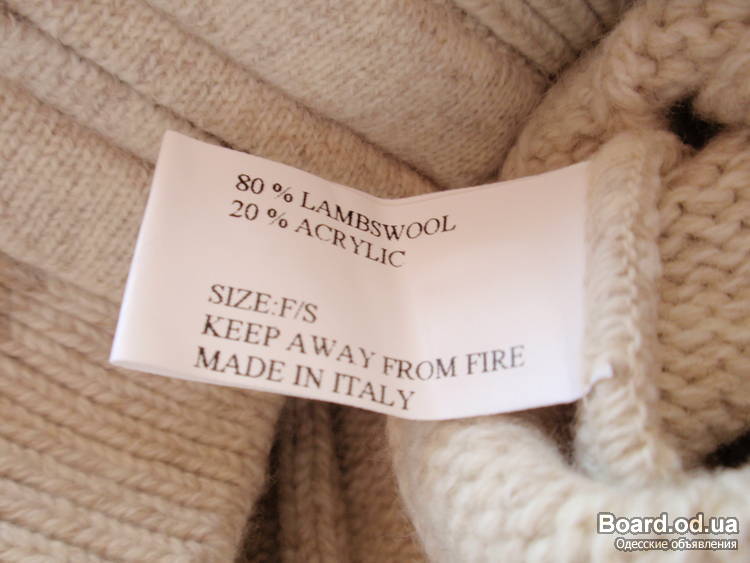 80 % LAMBSWOOL
20 % ACRYLIC
SIZE:F/S
KEEP AWAY FROM FIRE
MADE IN ITALY
Board.od.ua
Одесские объявления